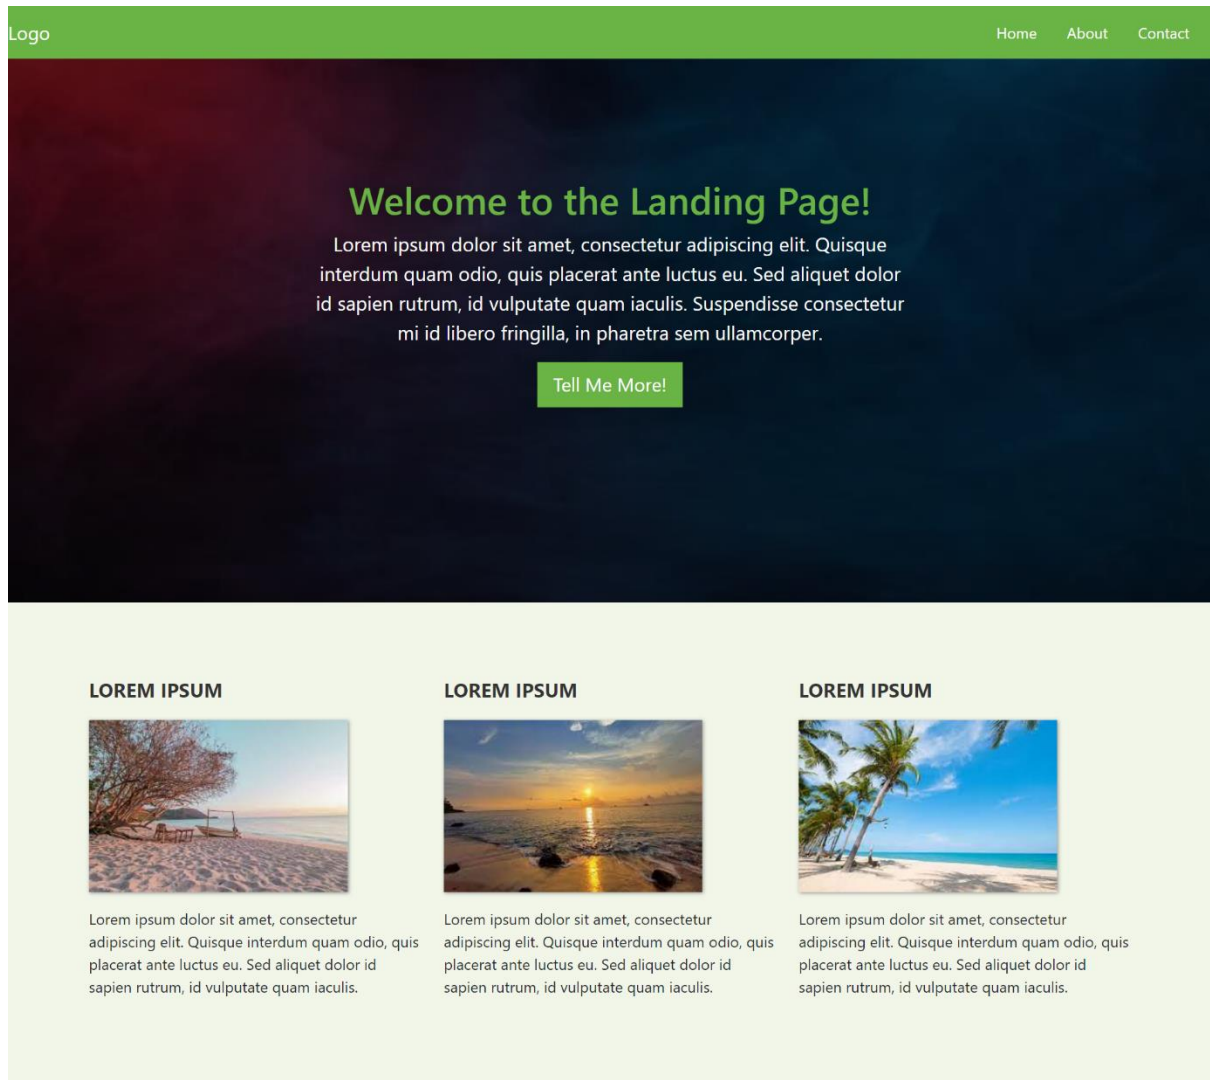 Logo
Home About Contact
Welcome to the Landing Page!
Lorem ipsum dolor sit amet, consectetur adipiscing elit. Quisque
interdum quam odio, quis placerat ante luctus eu. Sed aliquet dolor
id sapien rutrum, id vulputate quam iaculis. Suspendisse consectetur
mi id libero fringilla, in pharetra sem ullamcorper.
Tell Me More!
LOREM IPSUM
Lorem ipsum dolor sit amet, consectetur
adipiscing elit. Quisque interdum quam odio, quis
placerat ante luctus eu. Sed aliquet dolor id
sapien rutrum, id vulputate quam iaculis.
LOREM IPSUM
Lorem ipsum dolor sit amet, consectetur
adipiscing elit. Quisque interdum quam odio, quis
placerat ante luctus eu. Sed aliquet dolor id
sapien rutrum, id vulputate quam iaculis.
LOREM IPSUM
Lorem ipsum dolor sit amet, consectetur
adipiscing elit. Quisque interdum quam odio, quis
placerat ante luctus eu. Sed aliquet dolor id
sapien rutrum, id vulputate quam iaculis.